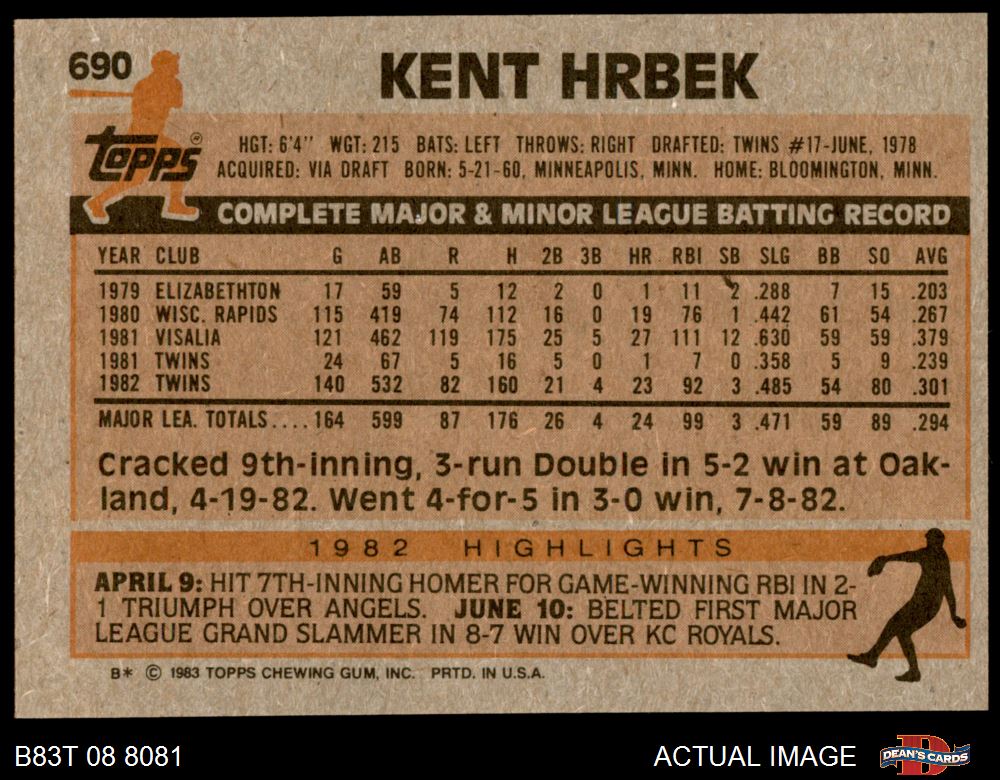 690
KENT HRBEK
Topps®
HGT: 6'4" WGT: 215 BATS: LEFT THROWS: RIGHT DRAFTED: TWINS #17-JUNE, 1978
ACQUIRED: VIA DRAFT BORN: 5-21-60, MINNEAPOLIS, MINN. HOME: BLOOMINGTON, MINN.
COMPLETE MAJOR & MINOR LEAGUE BATTING RECORD
YEAR CLUB G AB R H 2B 3B HR RBI SB SLG BB SO AVG
1979 ELIZABETHTON 17 59 5 12 2 0 1 11 2 .288 7 15 .203
1980 WISC. RAPIDS 115 419 74 112 16 0 19 76 1 .442 61 54 .267
1981 VISALIA 121 462 119 175 25 5 27 111 12 .630 59 59 .379
1981 TWINS 24 67 5 16 5 0 1 7 0 .358 5 9 .239
1982 TWINS 140 532 82 160 21 4 23 92 3 .485 54 80 .301
MAJOR LEA. TOTALS....164 599 87 176 26 4 24 99 3 .471 59 89 .294
Cracked 9th-inning, 3-run Double in 5-2 win at Oak-
land, 4-19-82. Went 4-for-5 in 3-0 win, 7-8-82.
1982 HIGHLIGHTS
APRIL 9: HIT 7TH-INNING HOMER FOR GAME-WINNING RBI IN 2-
1 TRIUMPH OVER ANGELS. JUNE 10: BELTED FIRST MAJOR
LEAGUE GRAND SLAMMER IN 8-7 WIN OVER KC ROYALS.
B* © 1983 TOPPS CHEWING GUM, INC. PRTD. IN U.S.A.
B83T 08 8081
ACTUAL IMAGE
D
DEAN'S CARDS